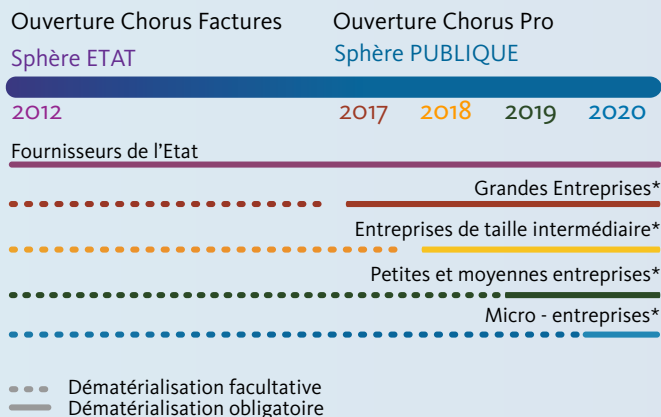 Ouverture Chorus Factures
Ouverture Chorus Pro
Sphère ETAT
Sphère PUBLIQUE
2012
2017
2018
2019
2020
Fournisseurs de l'Etat
Grandes Entreprises*
Entreprises de taille intermédiaire*
Petites et moyennes entreprises*
Micro - entreprises*
Dématérialisation facultative
Dématérialisation obligatoire